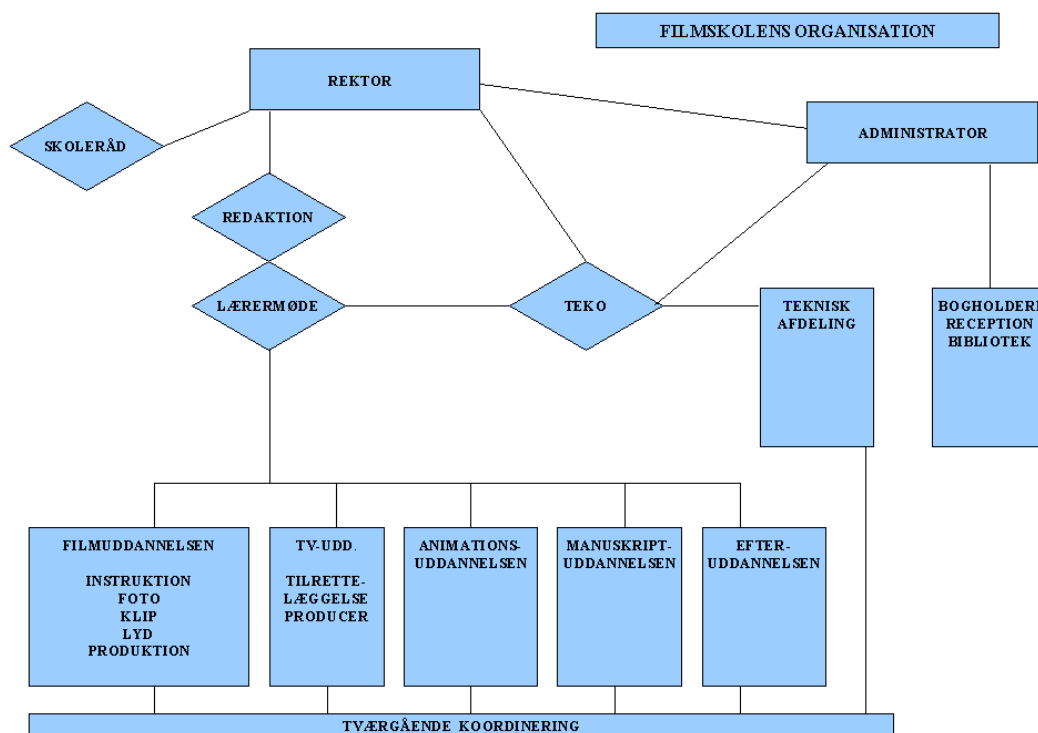 FILMSKOLENS ORGANISATION
REKTOR
ADMINISTRATOR
SKOLERÅD
REDAKTION
LÆRERMØDE
TEKO
TEKNISK
AFDELING
BOGHOLDERI
RECEPTION
BIBLIOTEK
FILMUDDANNELSEN
INSTRUKTION
FOTO
KLIP
LYD
PRODUKTION
TV-UDD.
TILRETTE-
LÆGGELSE
PRODUCER
ANIMATIONS-
UDDANNELSEN
MANUSKRIPT-
UDDANNELSEN
EFTER-
UDDANNELSEN
TVÆRGÅENDE KOORDINERING